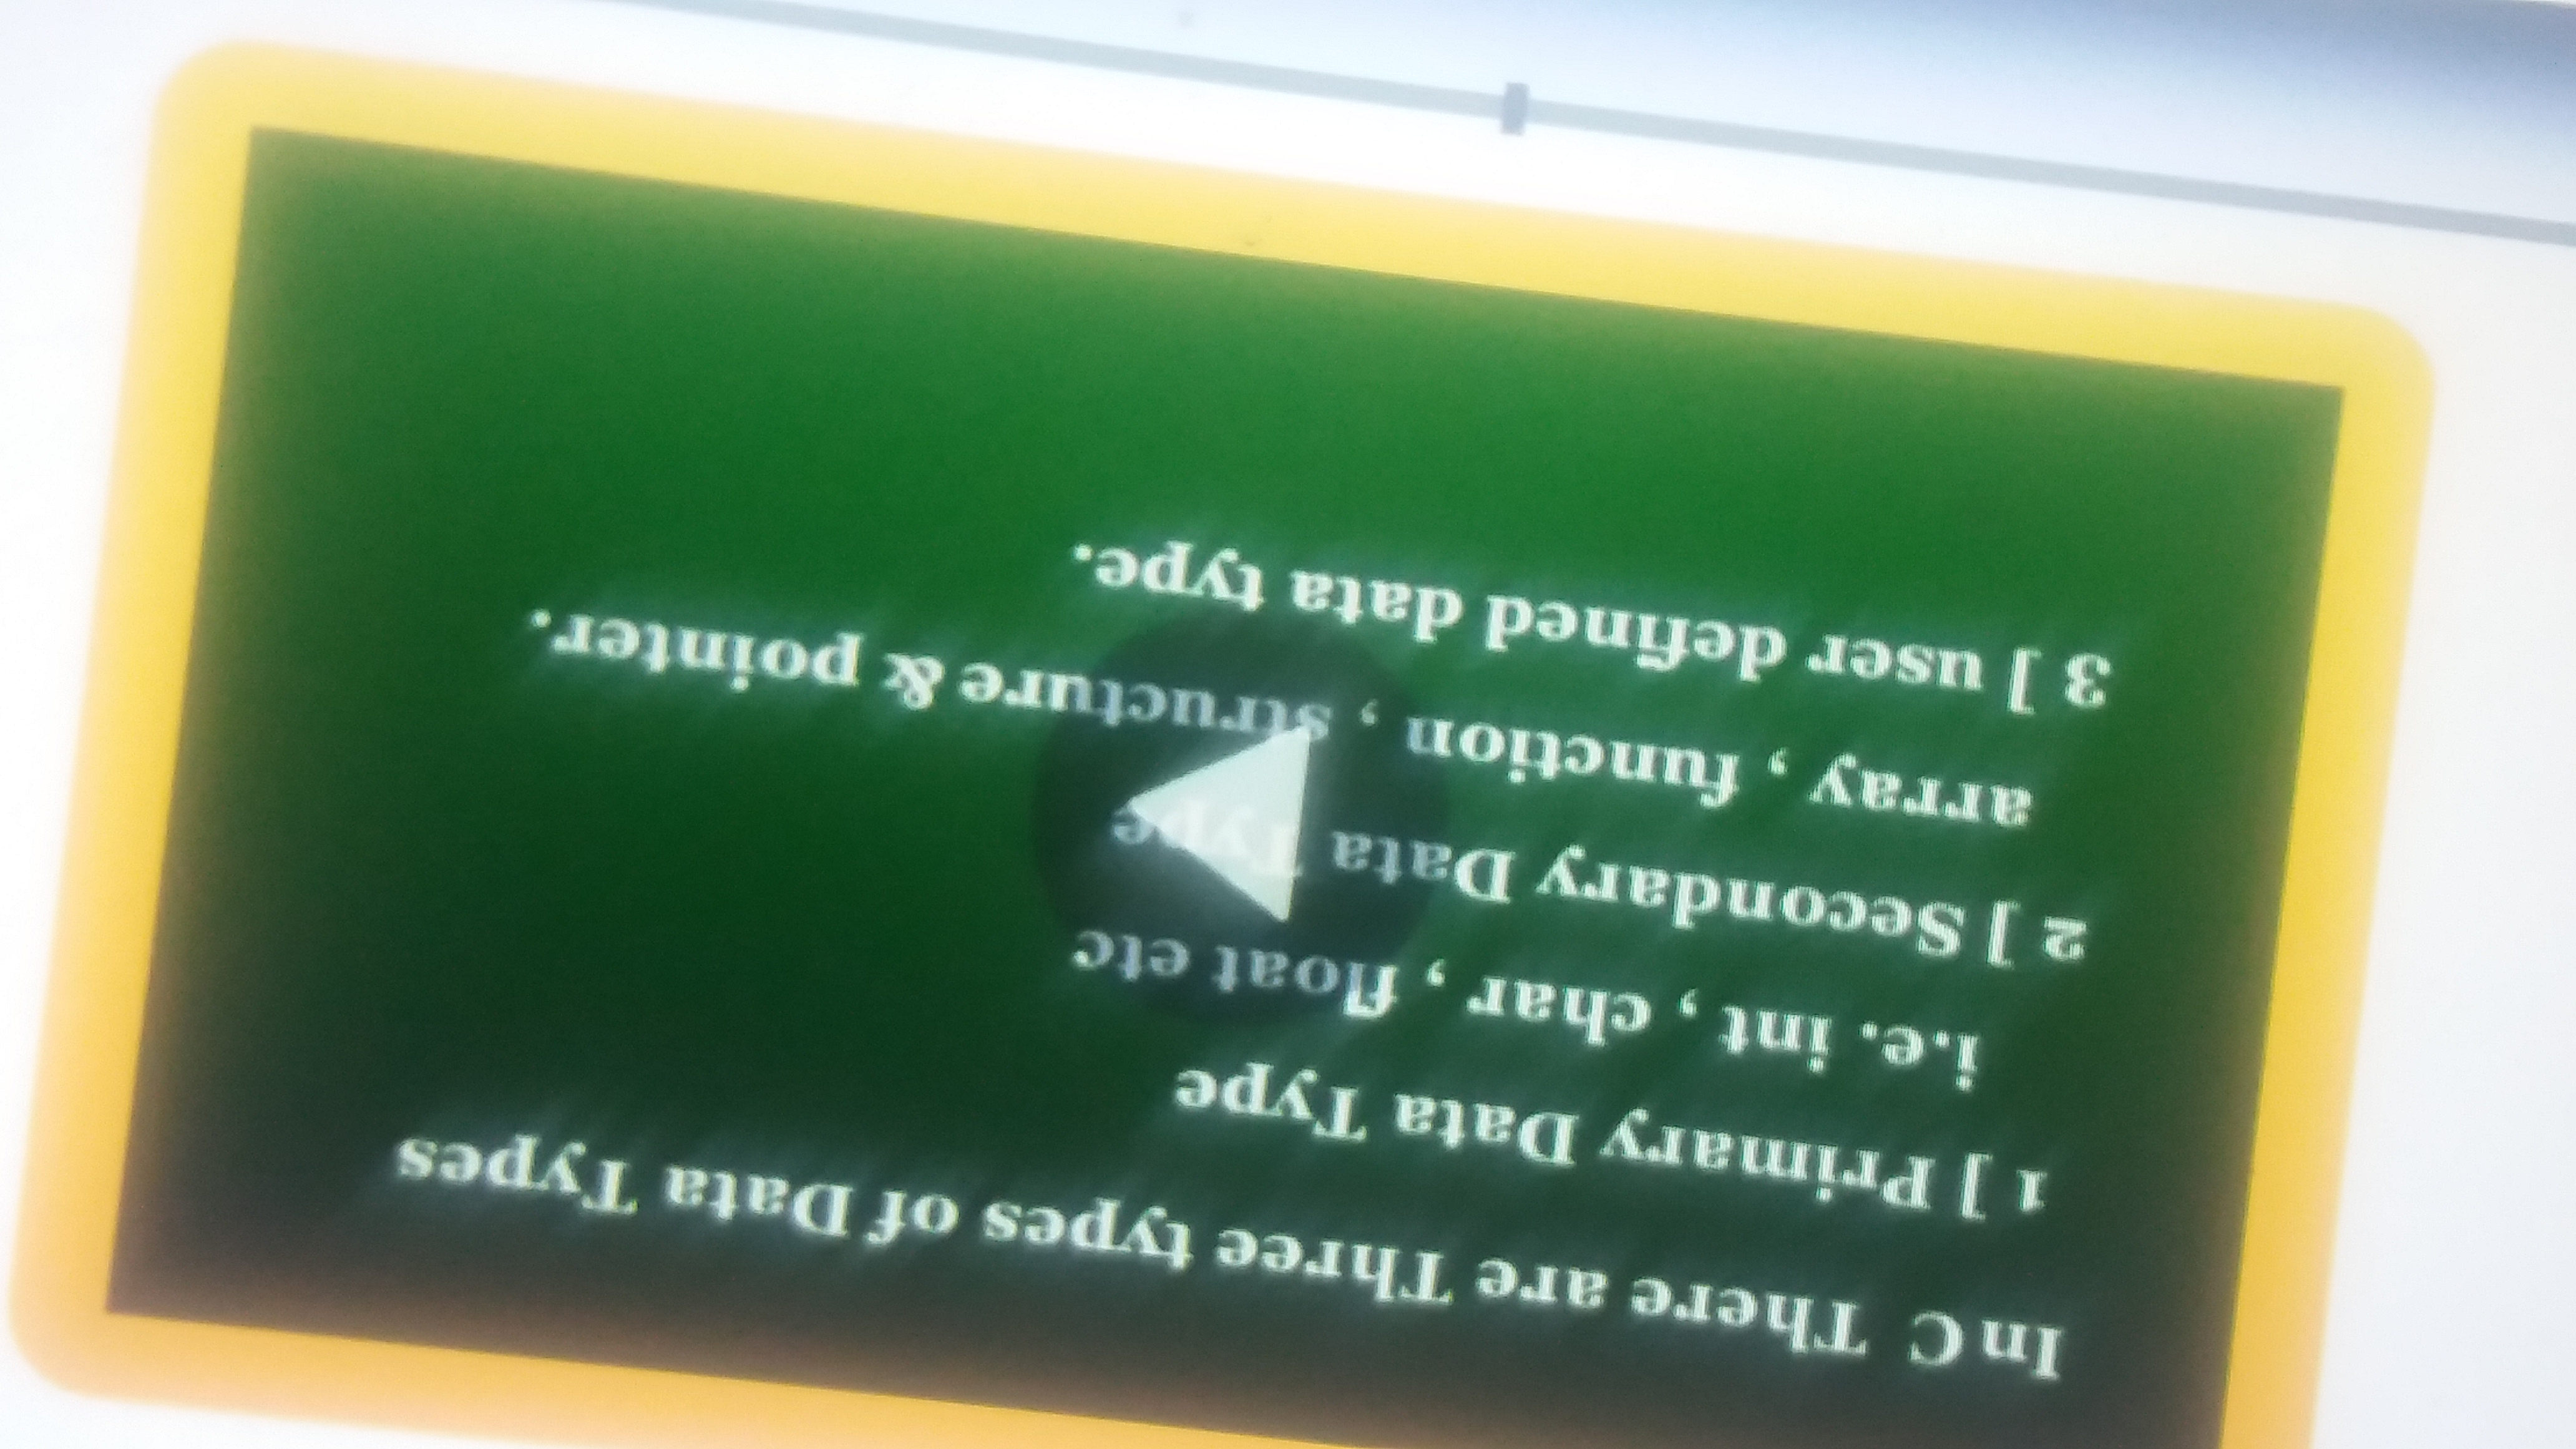 In C There are Three types of Data Types
1 ] Primary Data Type
i.e. int , char , float etc
2 ] Secondary Data Type
array , function , structure & pointer.
3 ] user defined data type.